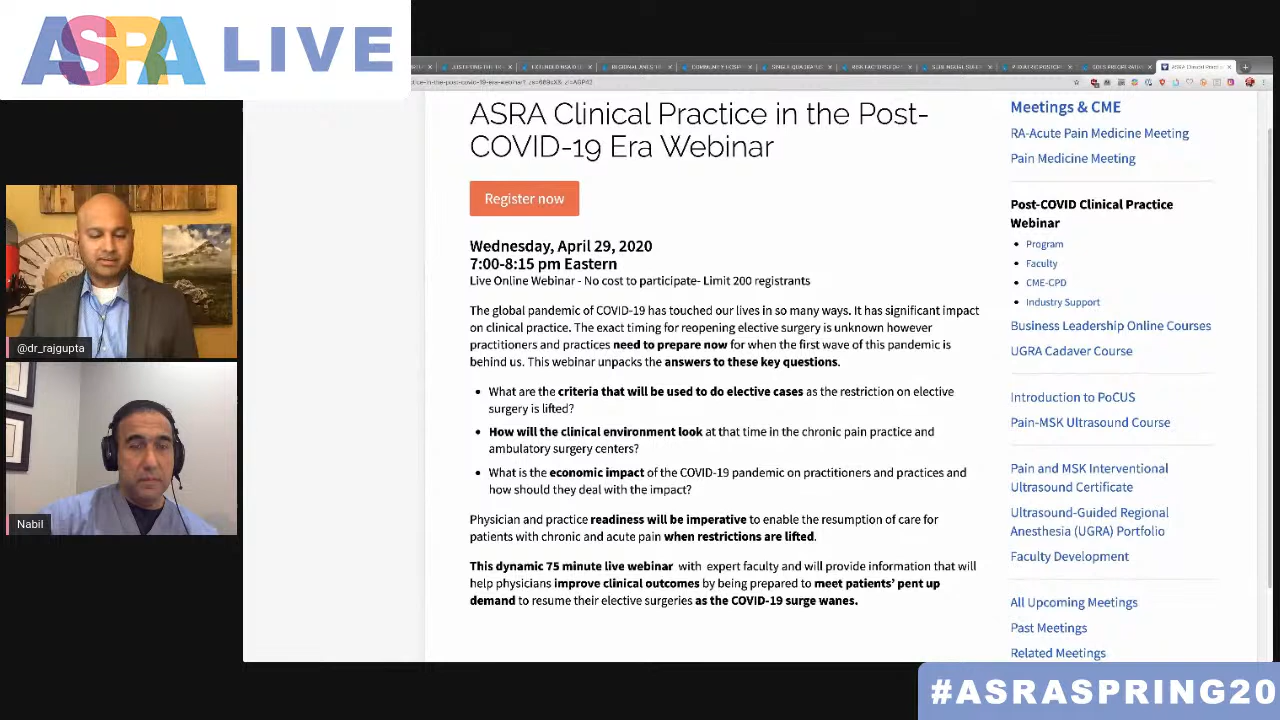 ASRA LIVE
ASRA Clinical Practice in the Post-
COVID-19 Era Webinar
Register now
Wednesday, April 29, 2020
7:00-8:15 pm Eastern
Live Online Webinar - No cost to participate- Limit 200 registrants
The global pandemic of COVID-19 has touched our lives in so many ways. It has significant impact
on clinical practice. The exact timing for reopening elective surgery is unknown however
practitioners and practices need to prepare now for when the first wave of this pandemic is
behind us. This webinar unpacks the answers to these key questions.
• What are the criteria that will be used to do elective cases as the restriction on elective
surgery is lifted?
• How will the clinical environment look at that time in the chronic pain practice and
ambulatory surgery centers?
• What is the economic impact of the COVID-19 pandemic on practitioners and practices and
how should they deal with the impact?
Physician and practice readiness will be imperative to enable the resumption of care for
patients with chronic and acute pain when restrictions are lifted.
This dynamic 75 minute live webinar with expert faculty and will provide information that will
help physicians improve clinical outcomes by being prepared to meet patients' pent up
demand to resume their elective surgeries as the COVID-19 surge wanes.
Meetings & CME
RA-Acute Pain Medicine Meeting
Pain Medicine Meeting
Post-COVID Clinical Practice
Webinar
• Program
• Faculty
• CME-CPD
• Industry Support
Business Leadership Online Courses
UGRA Cadaver Course
Introduction to PoCUS
Pain-MSK Ultrasound Course
Pain and MSK Interventional
Ultrasound Certificate
Ultrasound-Guided Regional
Anesthesia (UGRA) Portfolio
Faculty Development
All Upcoming Meetings
Past Meetings
Related Meetings
@dr_rajgupta
Nabil
#ASRASPRING20